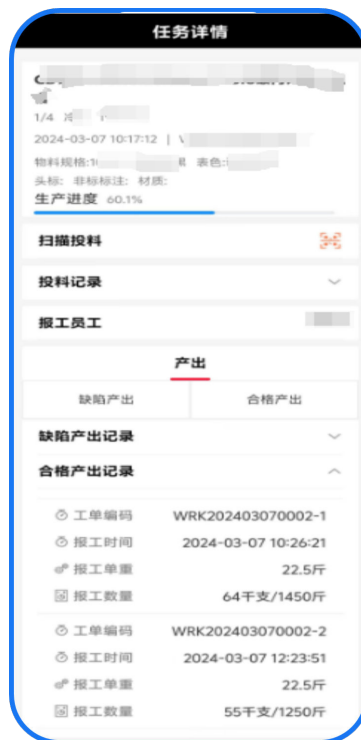 任务详情
1/4
2024-03-07 10:17:12 |
物料规格: 表色:
头标: 非标标注: 材质:
生产进度 60.1%
扫描投料
投料记录
报工员工
产出
缺陷产出 合格产出
缺陷产出记录
合格产出记录
工单编码 WRK202403070002-1
报工时间 2024-03-07 10:26:21
报工单重 22.5斤
报工数量 64千支/1450斤
工单编码 WRK202403070002-2
报工时间 2024-03-07 12:23:51
报工单重 22.5斤
报工数量 55千支/1250斤